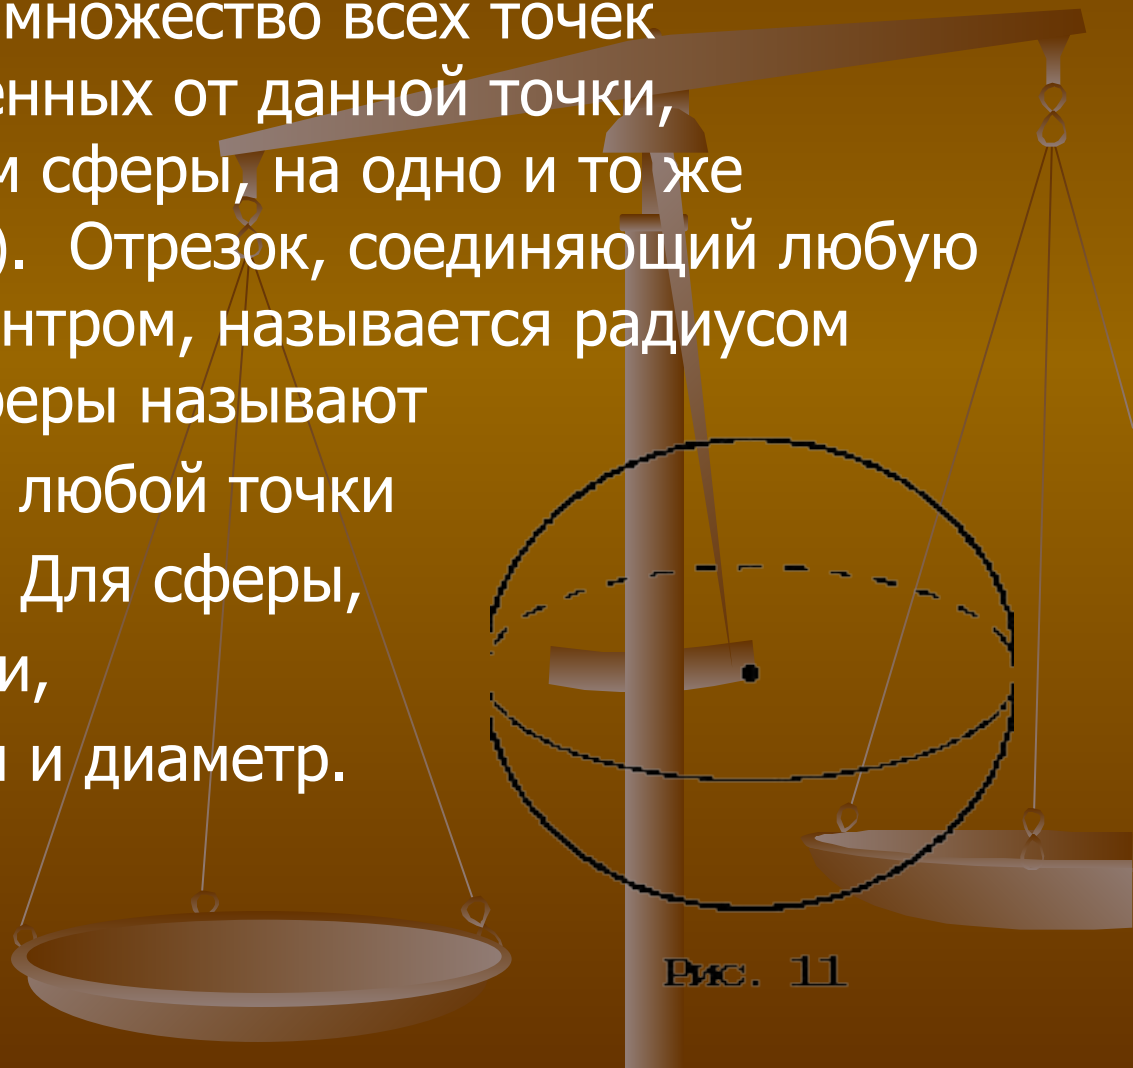 множество всех точек
енных от данной точки,
м сферы, на одно и то же
). Отрезок, соединяющий любую
нтром, называется радиусом
феры называют
любой точки
Для сферы,
и,
и диаметр.
Рис. 11